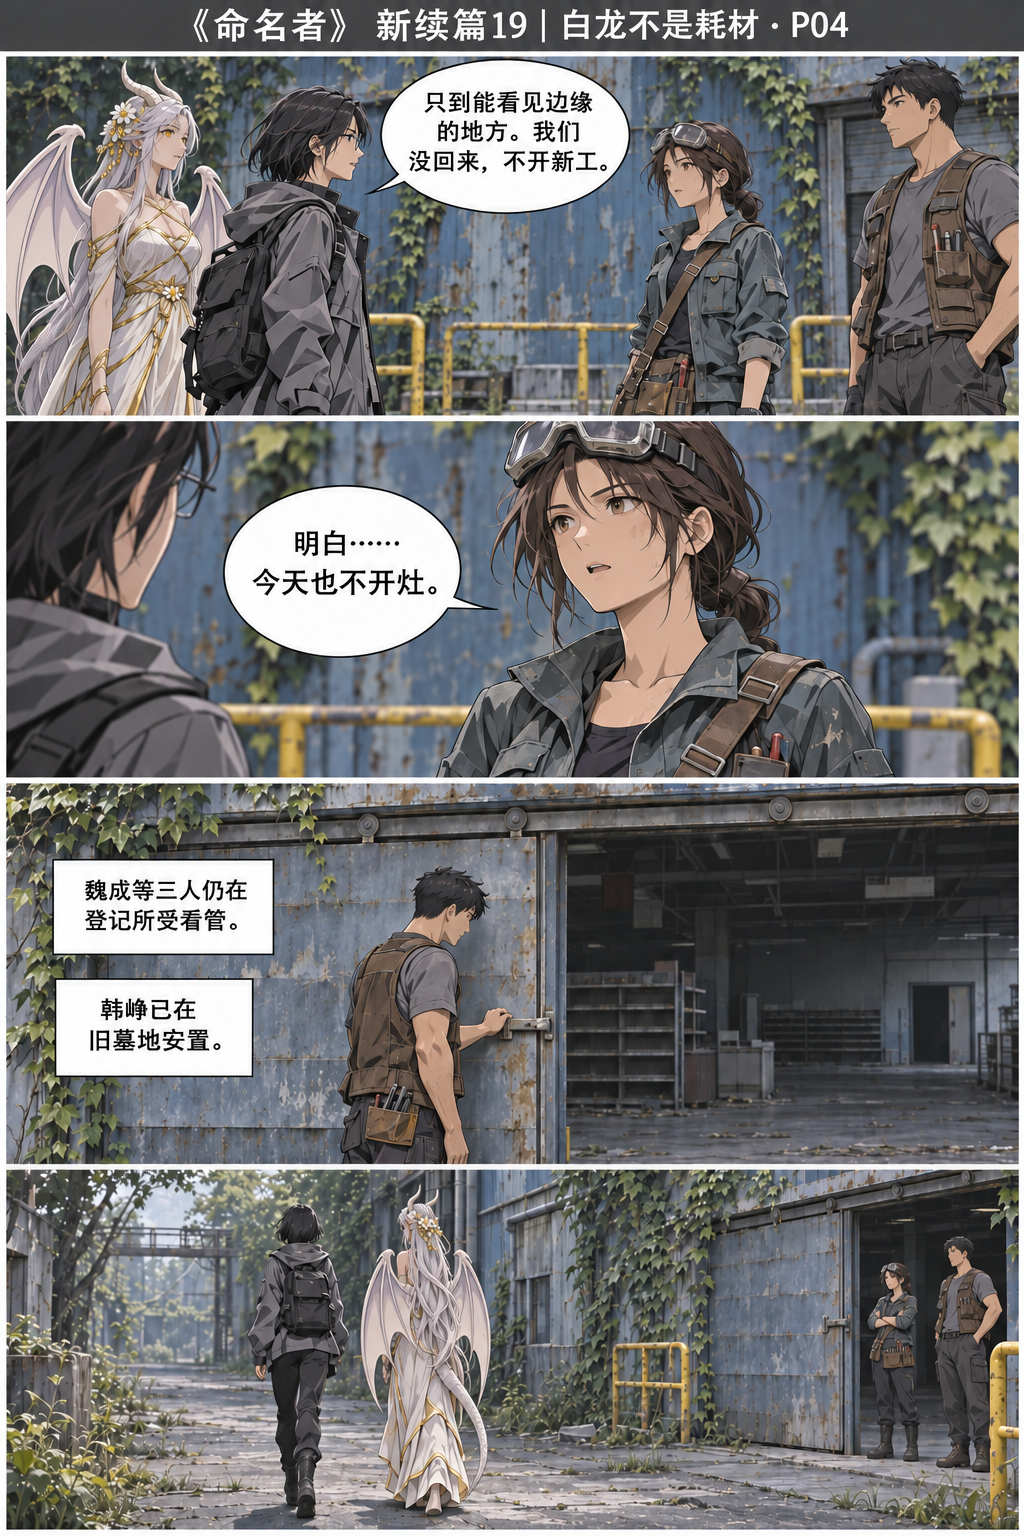 《命名者》 新续篇19 | 白龙不是耗材 · P04
只到能看见边缘
的地方。我们
没回来，不开新工。
明白……
今天也不开灶。
魏成等三人仍在
登记所受看管。
韩峥已在
旧墓地安置。